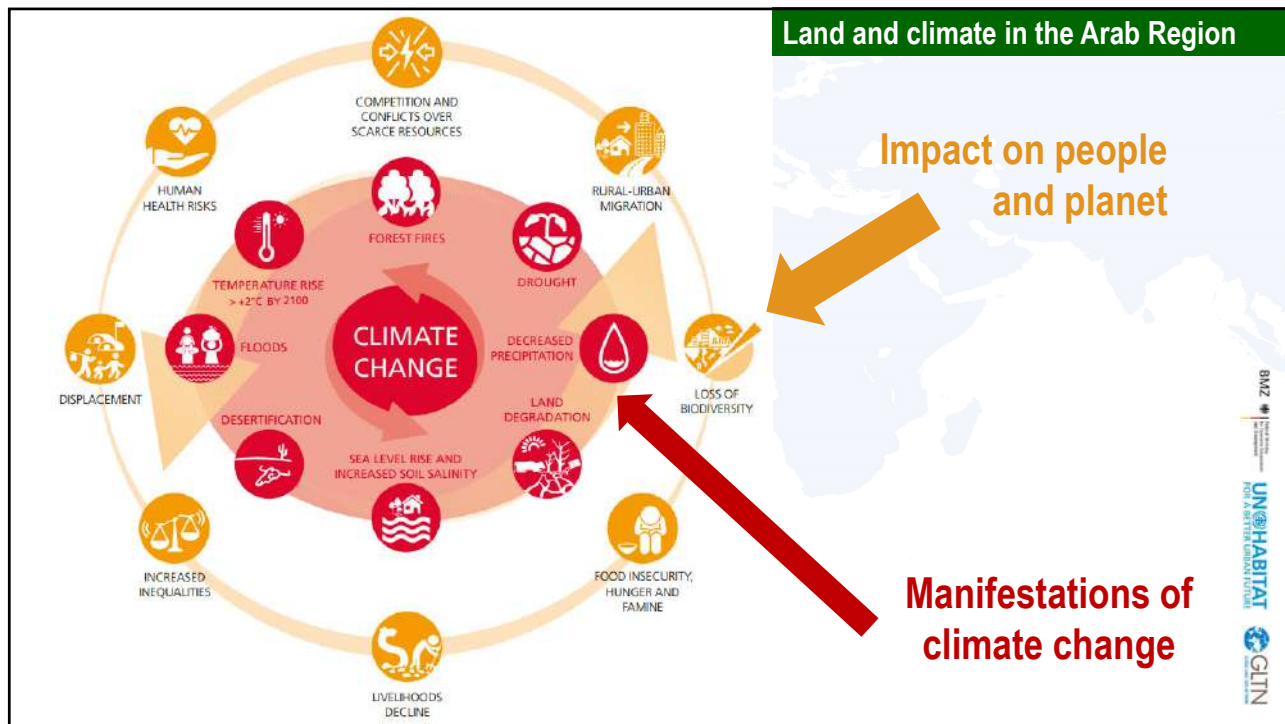 Land and climate in the Arab Region
COMPETITION AND
CONFLICTS OVER
SCARCE RESOURCES
HUMAN
HEALTH RISKS
RURAL-URBAN
MIGRATION
FOREST FIRES
TEMPERATURE RISE
> +2°C BY 2100
DROUGHT
FLOODS
CLIMATE
CHANGE
DECREASED
PRECIPITATION
DISPLACEMENT
LOSS OF
BIODIVERSITY
DESERTIFICATION
LAND
DEGRADATION
SEA LEVEL RISE AND
INCREASED SOIL SALINITY
INCREASED
INEQUALITIES
FOOD INSECURITY,
HUNGER AND
FAMINE
LIVELIHOODS
DECLINE
Impact on people
and planet
Manifestations of
climate change
BMZ
UN HABITAT
FOR A BETTER URBAN FUTURE
GLTN